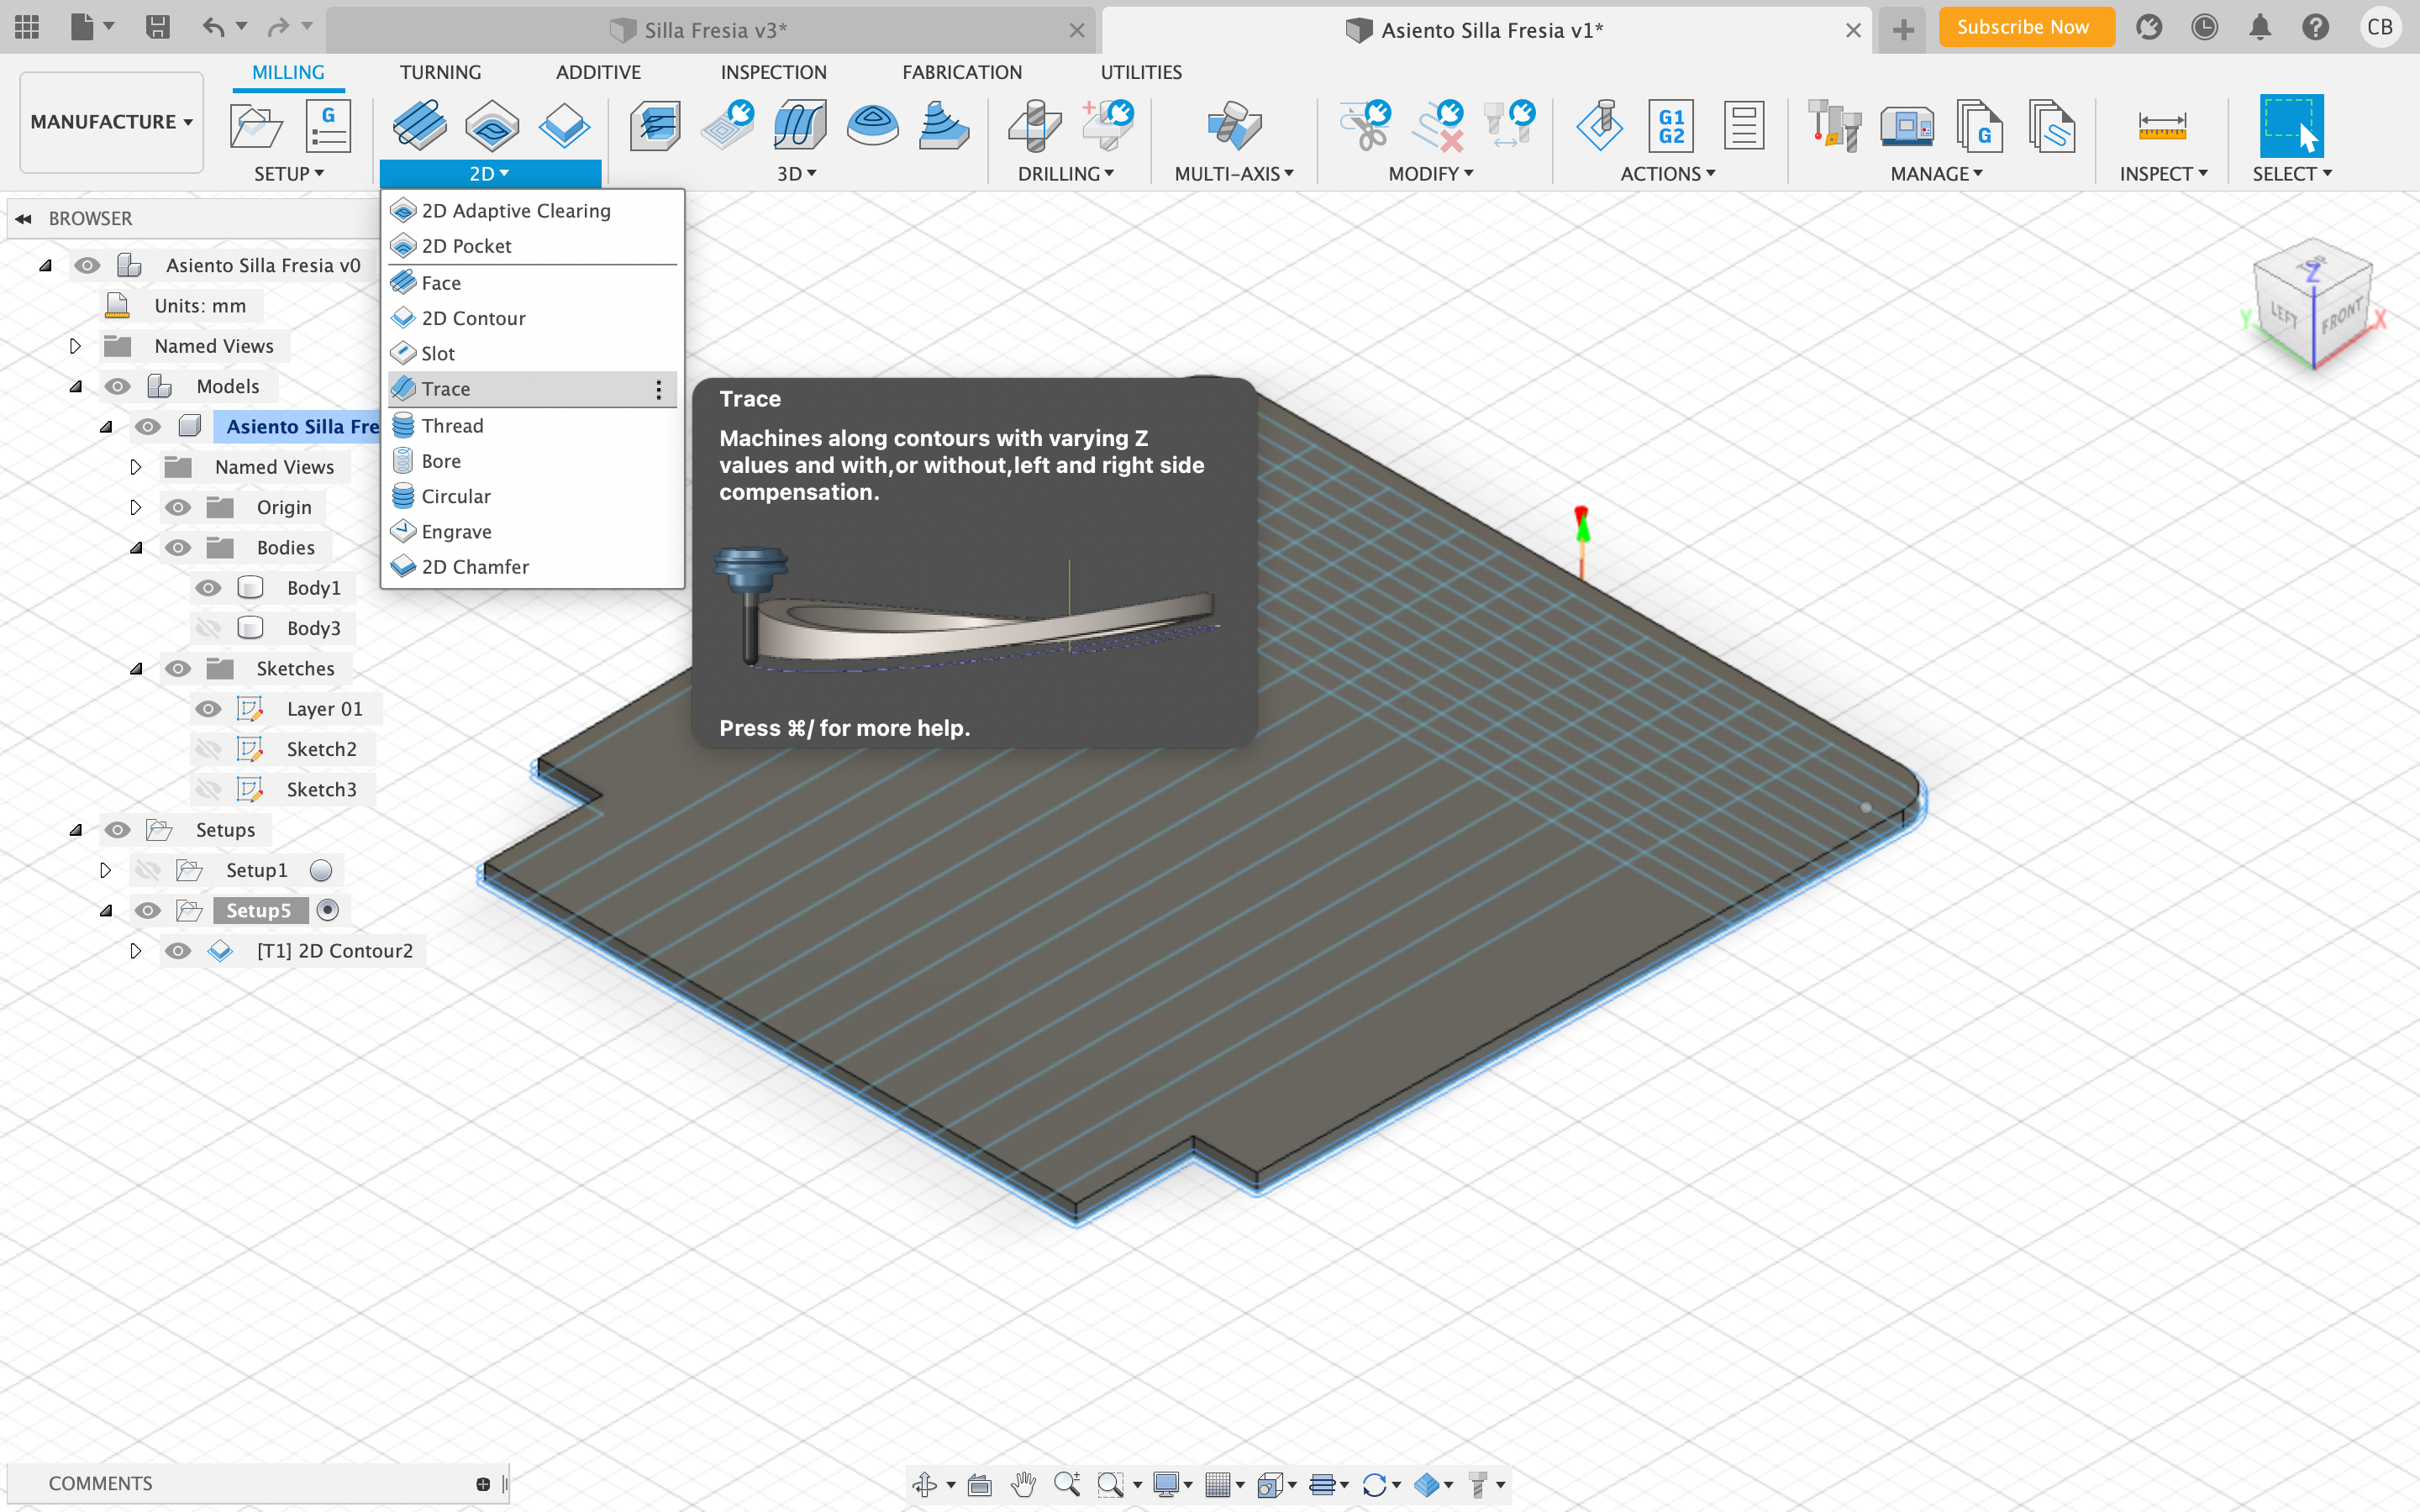 Silla Fresia v3*
Asiento Silla Fresia v1*
Subscribe Now
CB
MANUFACTURE
MILLING
TURNING
ADDITIVE
INSPECTION
FABRICATION
UTILITIES
G
G1
G2
G
SETUP
2D
3D
DRILLING
MULTI-AXIS
MODIFY
ACTIONS
MANAGE
INSPECT
SELECT
BROWSER
Asiento Silla Fresia v0
Units: mm
Named Views
Models
Asiento Silla Fre
Named Views
Origin
Bodies
Body1
Body3
Sketches
Layer 01
Sketch2
Sketch3
Setups
Setup1
Setup5
[T1] 2D Contour2
2D Adaptive Clearing
2D Pocket
Face
2D Contour
Slot
Trace
Thread
Bore
Circular
Engrave
2D Chamfer
Trace
Machines along contours with varying Z
values and with,or without,left and right side
compensation.
Press ⌘/ for more help.
TOP
Z
LEFT
FRONT
Y
X
COMMENTS